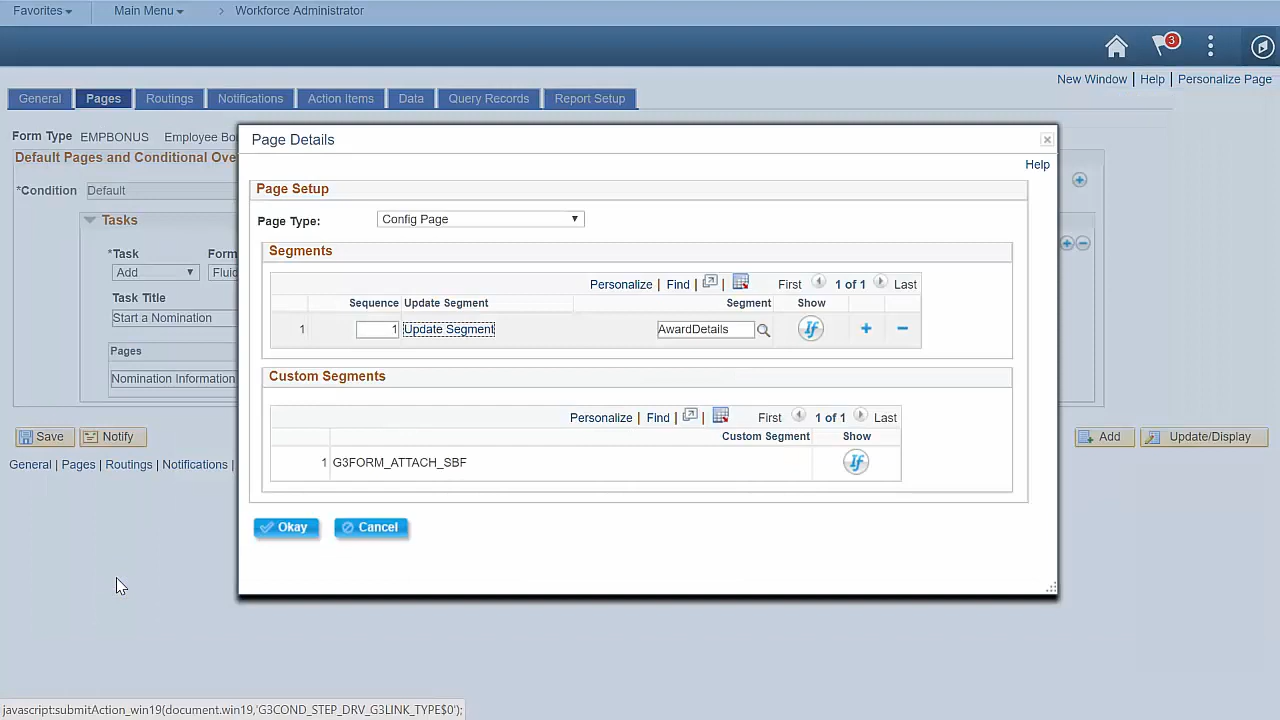 Favorites Main Menu > Workforce Administrator
3
New Window | Help | Personalize Page
General Pages Routings Notifications Action Items Data Query Records Report Setup
Form Type EMPBONUS Employee Bo
Default Pages and Conditional Ove
*Condition Default
Tasks
*Task Form
Add Fluid
Task Title
Start a Nomination
Pages
Nomination Information
Save Notify
Add Update/Display
General | Pages | Routings | Notifications |
Page Details
Help
Page Setup
Page Type: Config Page
Segments
Personalize | Find | | First 1 of 1 Last
Sequence Update Segment Segment Show
1 1 Update Segment AwardDetails If + -
Custom Segments
Personalize | Find | | First 1 of 1 Last
Custom Segment Show
1 G3FORM_ATTACH_SBF If
Okay Cancel
javascript:submitAction_win19(document.win19,'G3COND_STEP_DRV_G3LINK_TYPE$0');